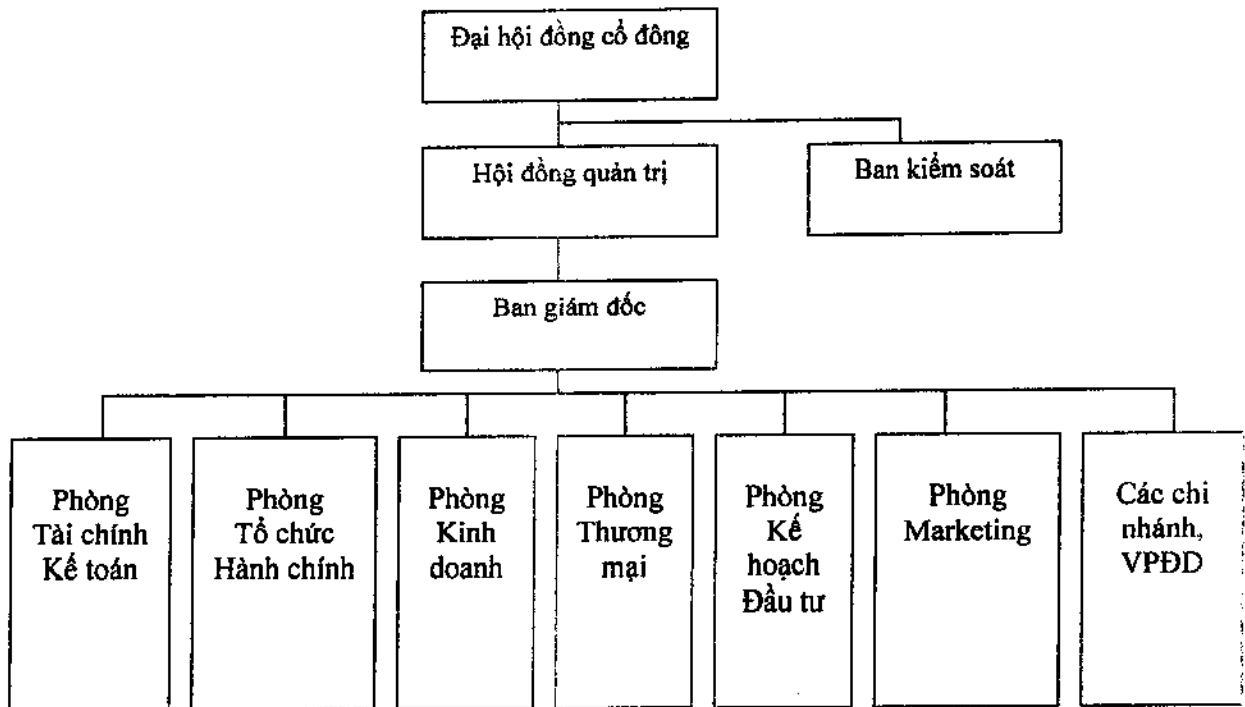 Đại hội đồng cổ đông
Hội đồng quản trị
Ban kiểm soát
Ban giám đốc
Phòng
Tài chính
Kế toán
Phòng
Tổ chức
Hành chính
Phòng
Kinh
doanh
Phòng
Thương
mại
Phòng
Kế
hoạch
Đầu tư
Phòng
Marketing
Các chi
nhánh,
VPĐD